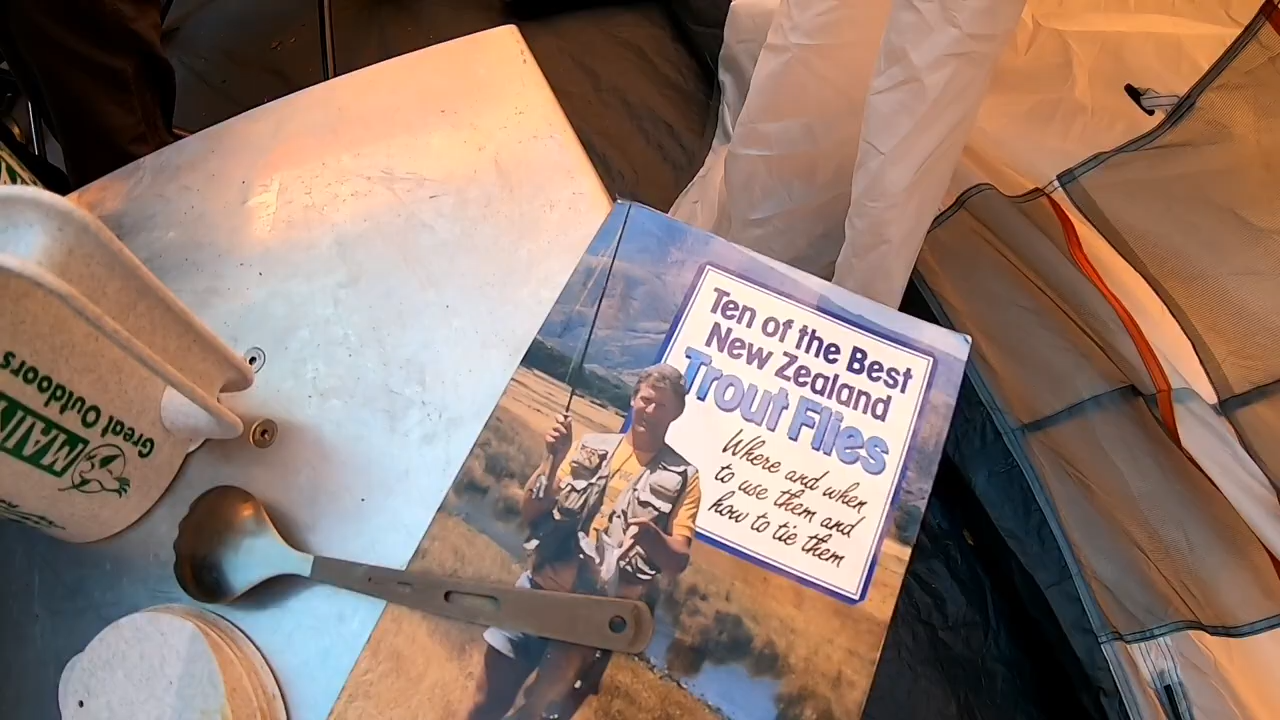 Ten of the Best
New Zealand
Trout Flies
Where and when
to use them and
how to tie them
Great Outdoors